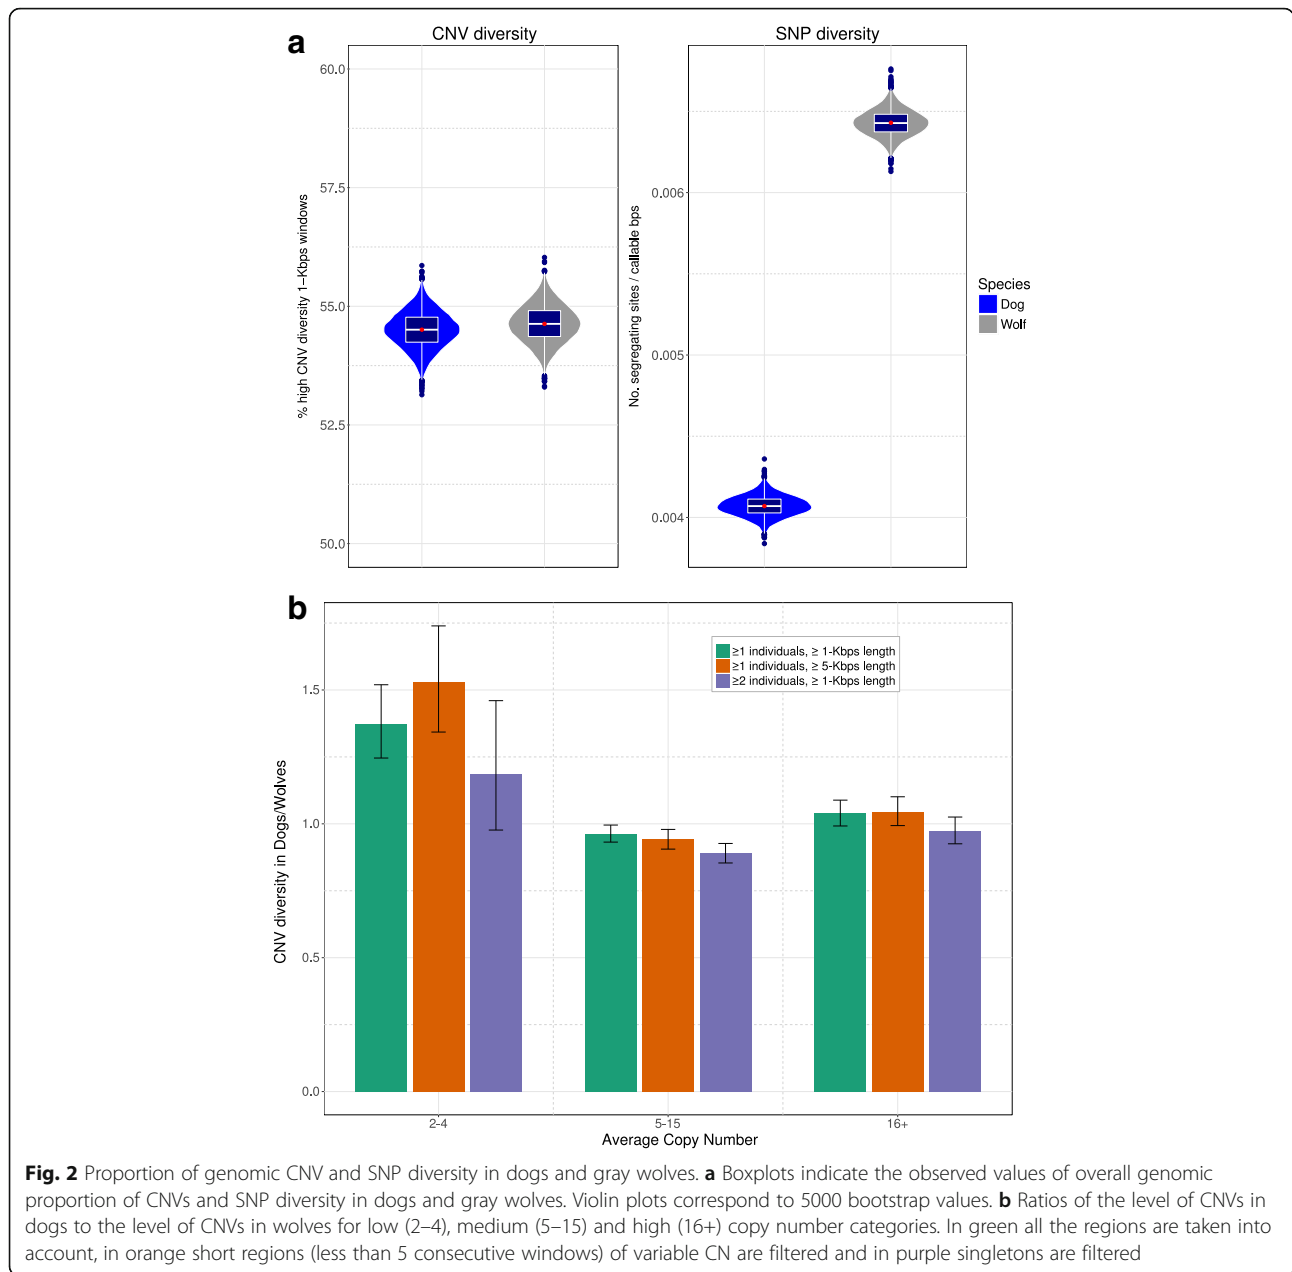 a
CNV diversity
SNP diversity
% high CNV diversity 1−Kbps windows
60.0
57.5
55.0
52.5
50.0
No. segregating sites / callable bps
0.006
0.005
0.004
Species
Dog
Wolf
b
CNV diversity in Dogs/Wolves
1.5
1.0
0.5
0.0
≥1 individuals, ≥ 1-Kbps length
≥1 individuals, ≥ 5-Kbps length
≥2 individuals, ≥ 1-Kbps length
2-4
5-15
16+
Average Copy Number
Fig. 2 Proportion of genomic CNV and SNP diversity in dogs and gray wolves. a Boxplots indicate the observed values of overall genomic
proportion of CNVs and SNP diversity in dogs and gray wolves. Violin plots correspond to 5000 bootstrap values. b Ratios of the level of CNVs in
dogs to the level of CNVs in wolves for low (2–4), medium (5–15) and high (16+) copy number categories. In green all the regions are taken into
account, in orange short regions (less than 5 consecutive windows) of variable CN are filtered and in purple singletons are filtered